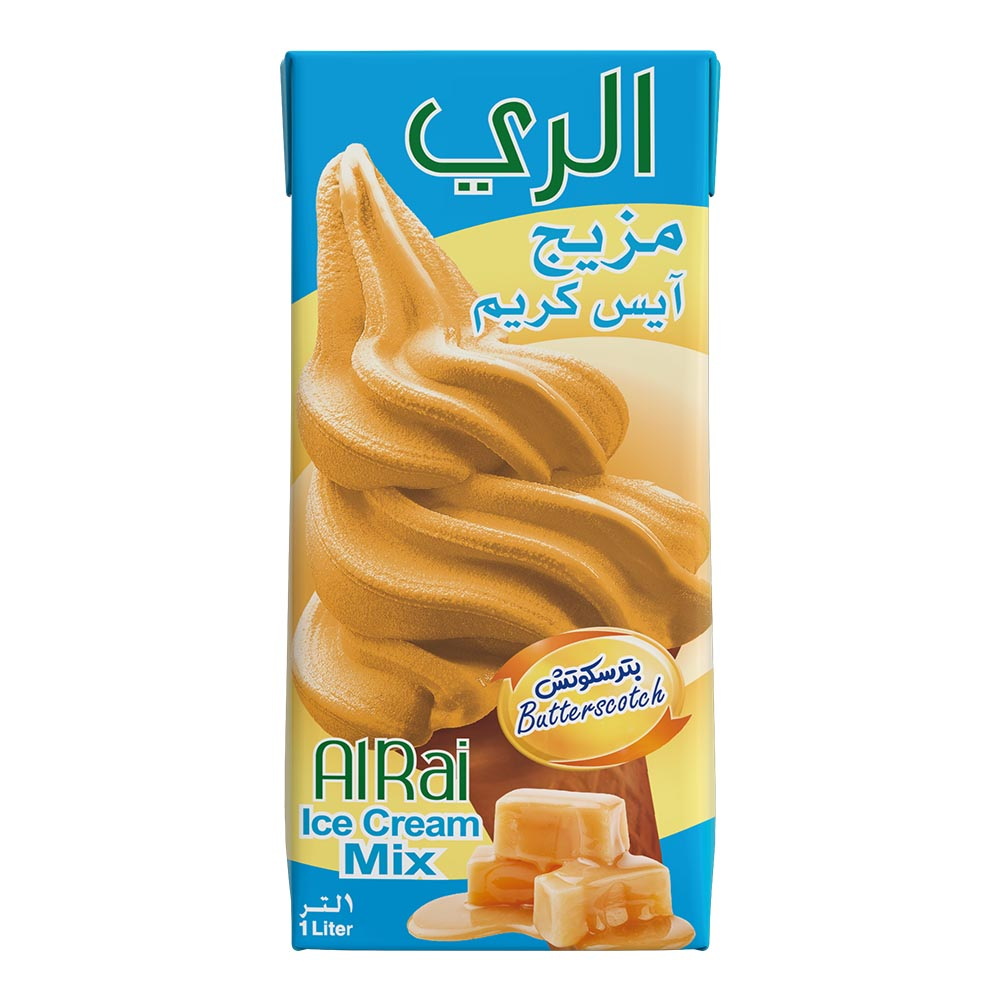 الري
مزيج
آيس كريم
بترسكوتش
Butterscotch
AlRai
Ice Cream
Mix
١ لتر
1 Liter